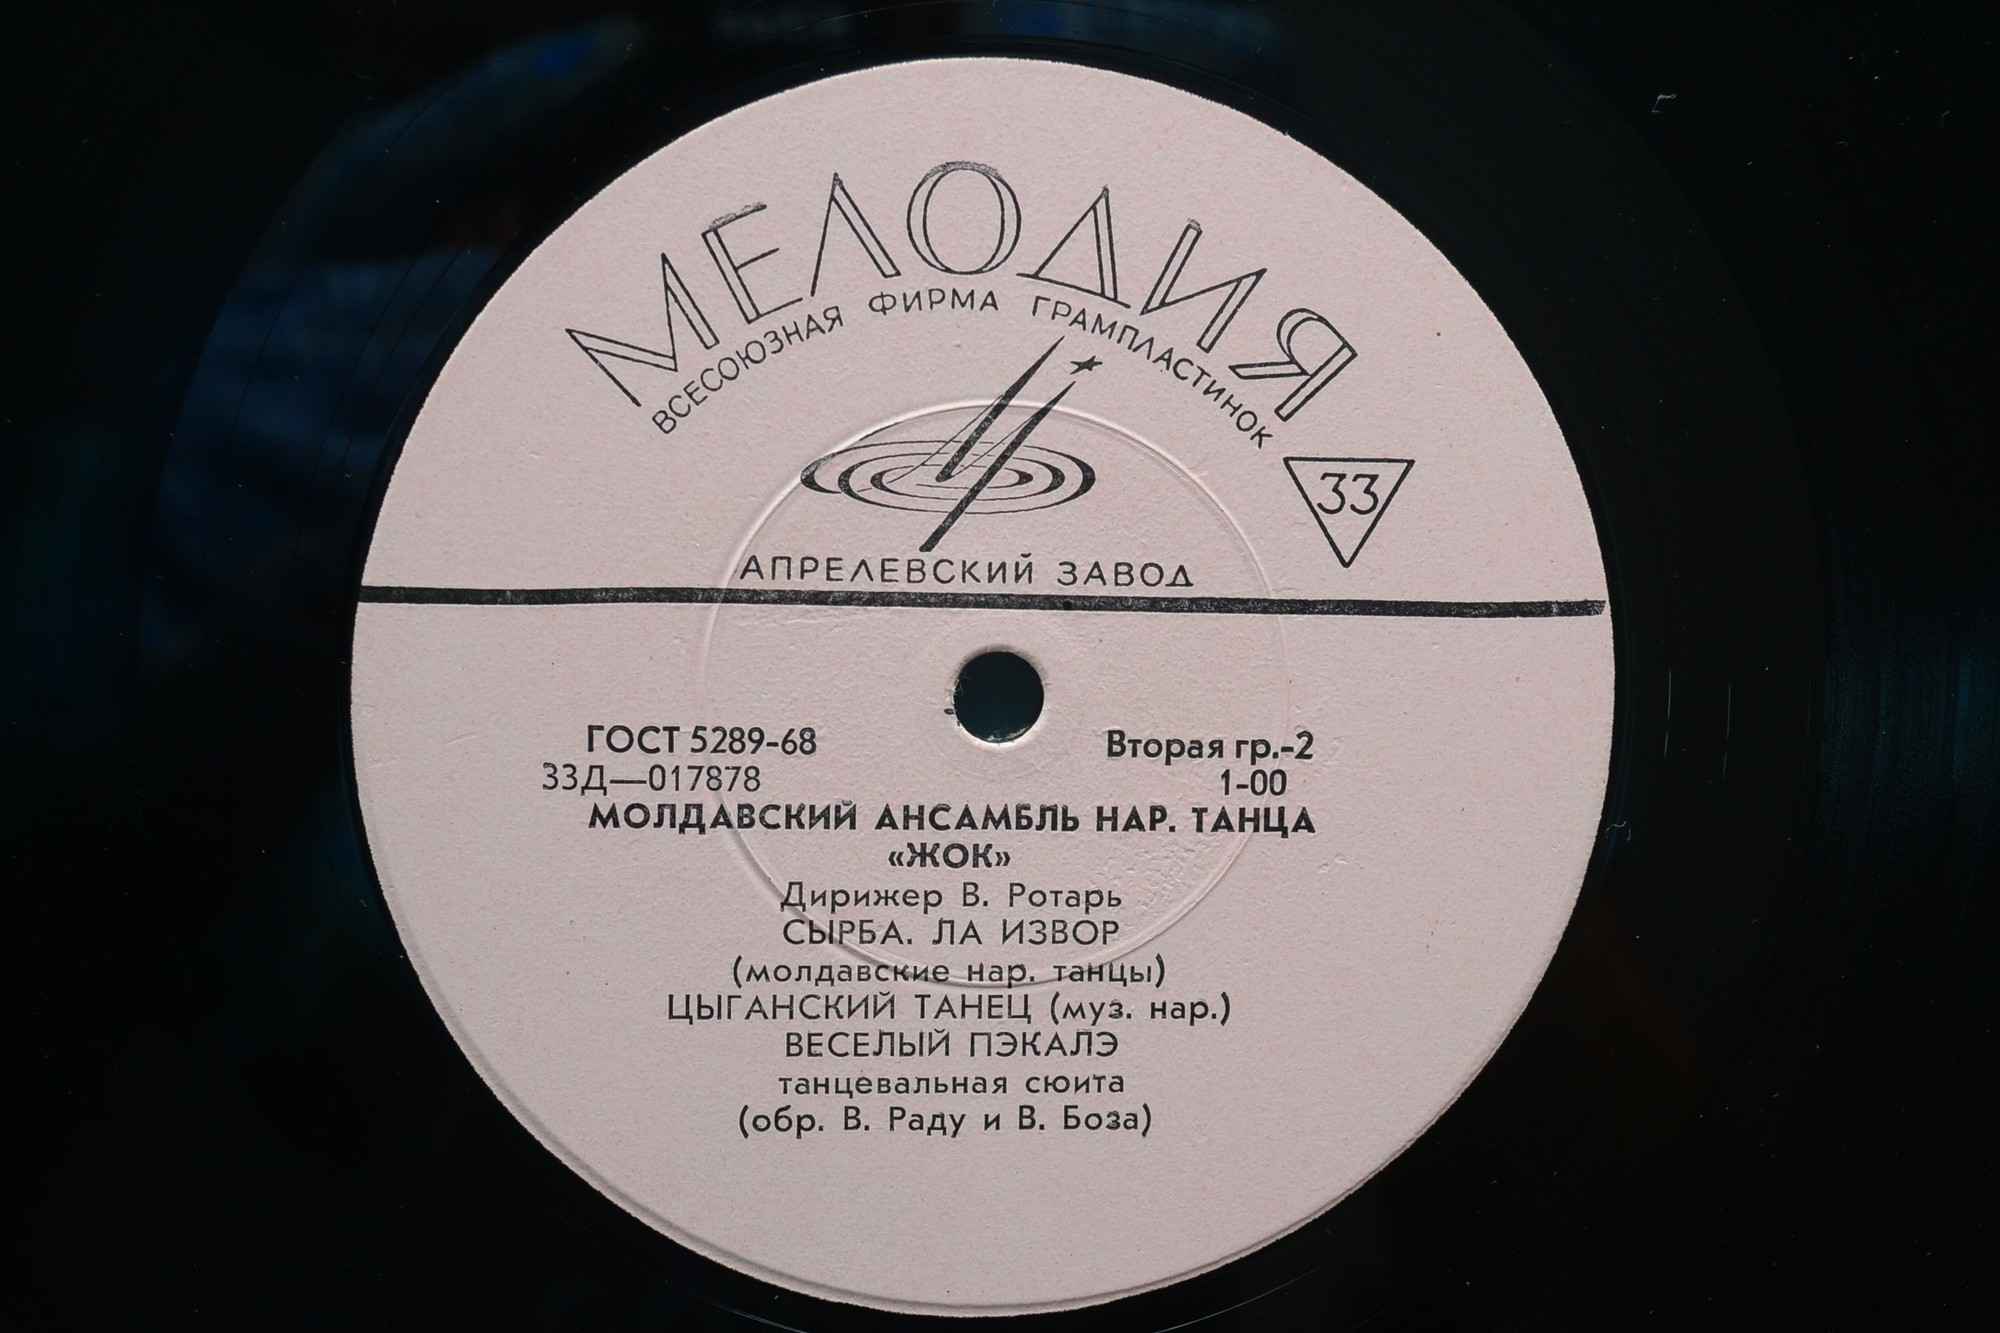 МЕЛОДИЯ
ВСЕСОЮЗНАЯ ФИРМА ГРАМПЛАСТИНОК
33
АПРЕЛЕВСКИЙ ЗАВОД
ГОСТ 5289-68 Вторая гр.-2
33Д—017878 1-00
МОЛДАВСКИЙ АНСАМБЛЬ НАР. ТАНЦА
«ЖОК»
Дирижер В. Ротарь
СЫРБА. ЛА ИЗВОР
(молдавские нар. танцы)
ЦЫГАНСКИЙ ТАНЕЦ (муз. нар.)
ВЕСЕЛЫЙ ПЭКАЛЭ
танцевальная сюита
(обр. В. Раду и В. Боза)